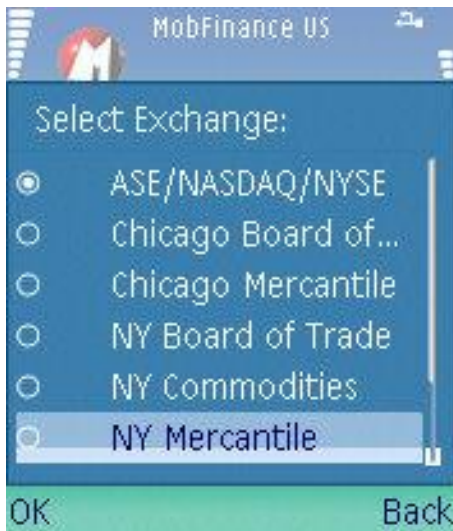 MobFinance US
Select Exchange:
ASE/NASDAQ/NYSE
Chicago Board of...
Chicago Mercantile
NY Board of Trade
NY Commodities
NY Mercantile
OK Back